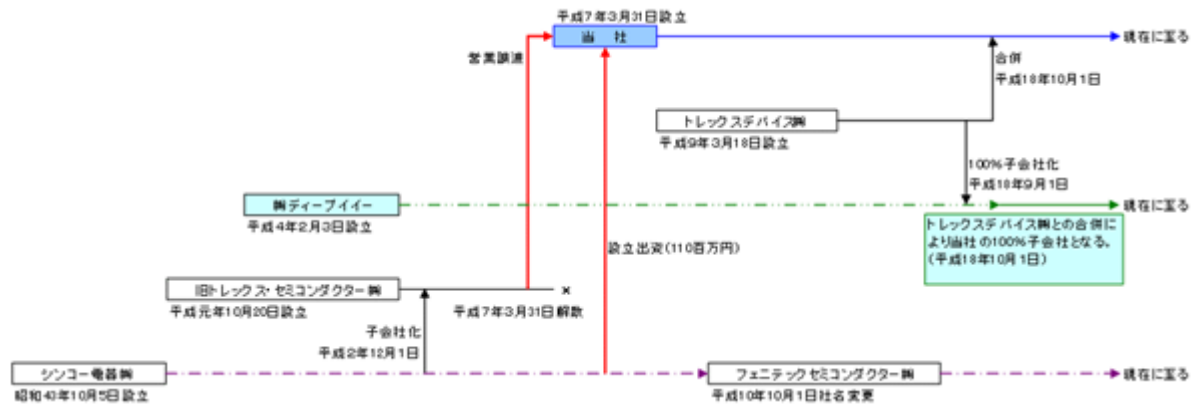 平成7年3月31日設立
当 社
現在に至る
営業譲渡
合併
平成18年10月1日
トレックスデバイス㈱
平成9年3月18日設立
100%子会社化
平成18年9月1日
㈱ディープイイー
平成4年2月3日設立
現在に至る
トレックスデバイス㈱との合併に
より当社の100%子会社となる。
(平成18年10月1日)
設立出資(110百万円)
旧トレックス・セミコンダクター㈱
×
平成元年10月20日設立
平成7年3月31日解散
子会社化
平成2年12月1日
シンコー電器㈱
フェニテックセミコンダクター㈱
現在に至る
昭和43年10月5日設立
平成10年10月1日社名変更